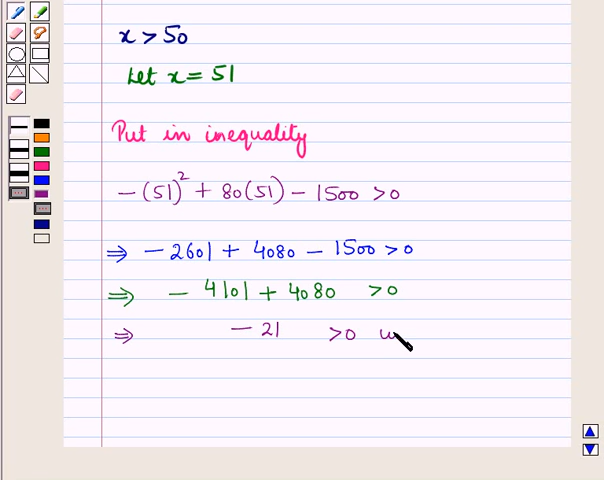 x > 50
Let x = 51
Put in inequality
-(51)² + 80(51) - 1500 > 0
⇒ -2601 + 4080 - 1500 > 0
⇒ - 4101 + 4080 > 0
⇒ - 21 > 0